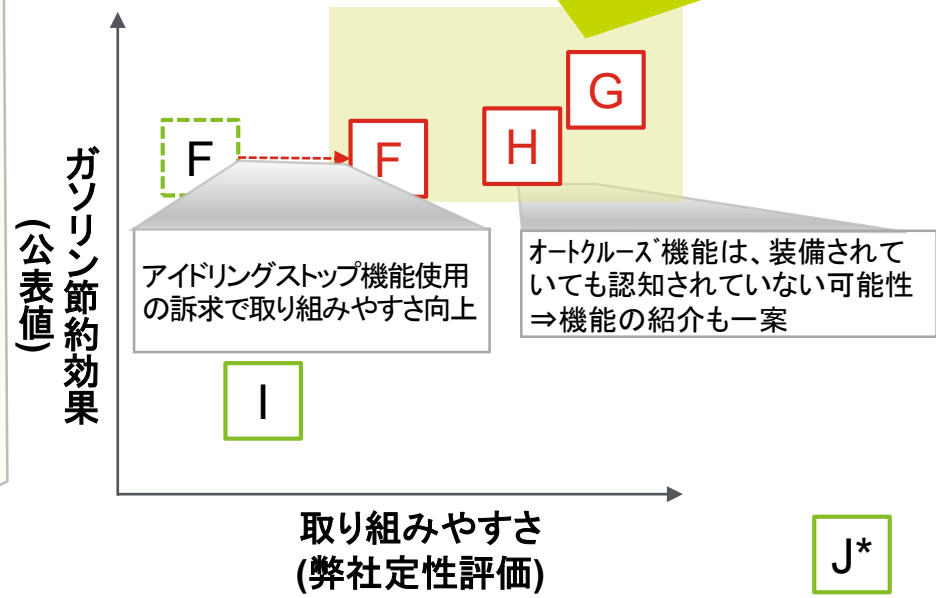 ガソリン節約効果
(公表値)
F
F
H
G
アイドリングストップ機能使用
の訴求で取り組みやすさ向上
ｵｰﾄｸﾙｰｽﾞ機能は、装備されて
いても認知されていない可能性
⇒機能の紹介も一案
I
取り組みやすさ
(弊社定性評価)
J*